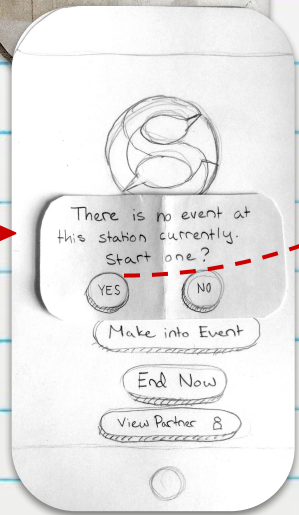 There is no event at
this station currently.
Start one?
YES
NO
Make into Event
End Now
View Partner